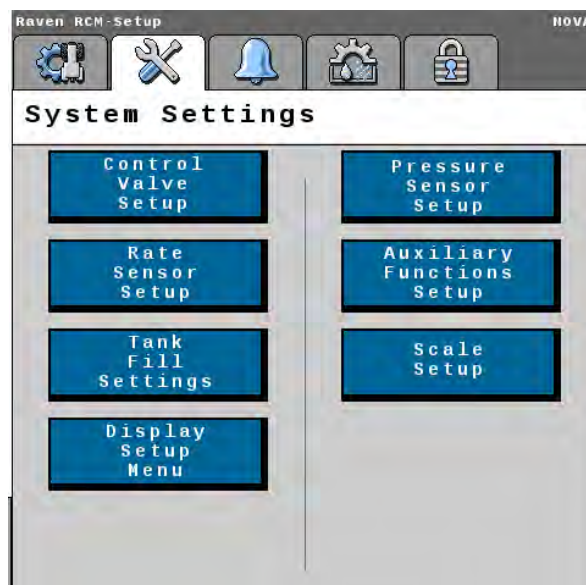 Raven RCM-Setup
System Settings
Control
Valve
Setup
Rate
Sensor
Setup
Tank
Fill
Settings
Display
Setup
Menu
Pressure
Sensor
Setup
Auxiliary
Functions
Setup
Scale
Setup